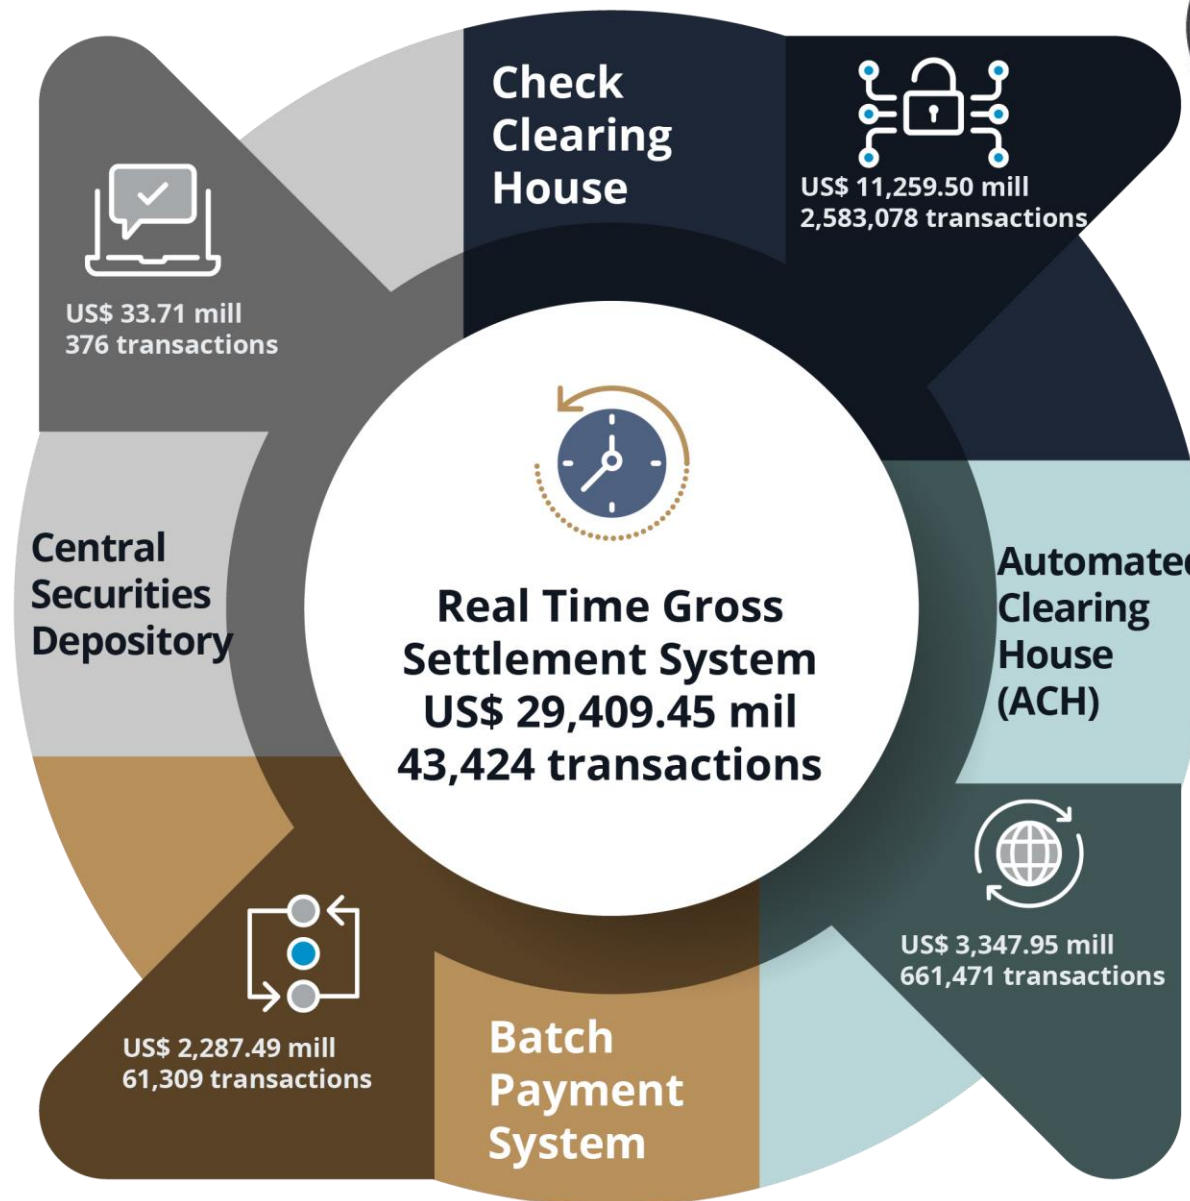 Check
Clearing
House
US$ 11,259.50 mill
2,583,078 transactions
US$ 33.71 mill
376 transactions
Central
Securities
Depository
Real Time Gross
Settlement System
US$ 29,409.45 mil
43,424 transactions
Automated
Clearing
House
(ACH)
US$ 3,347.95 mill
661,471 transactions
US$ 2,287.49 mill
61,309 transactions
Batch
Payment
System